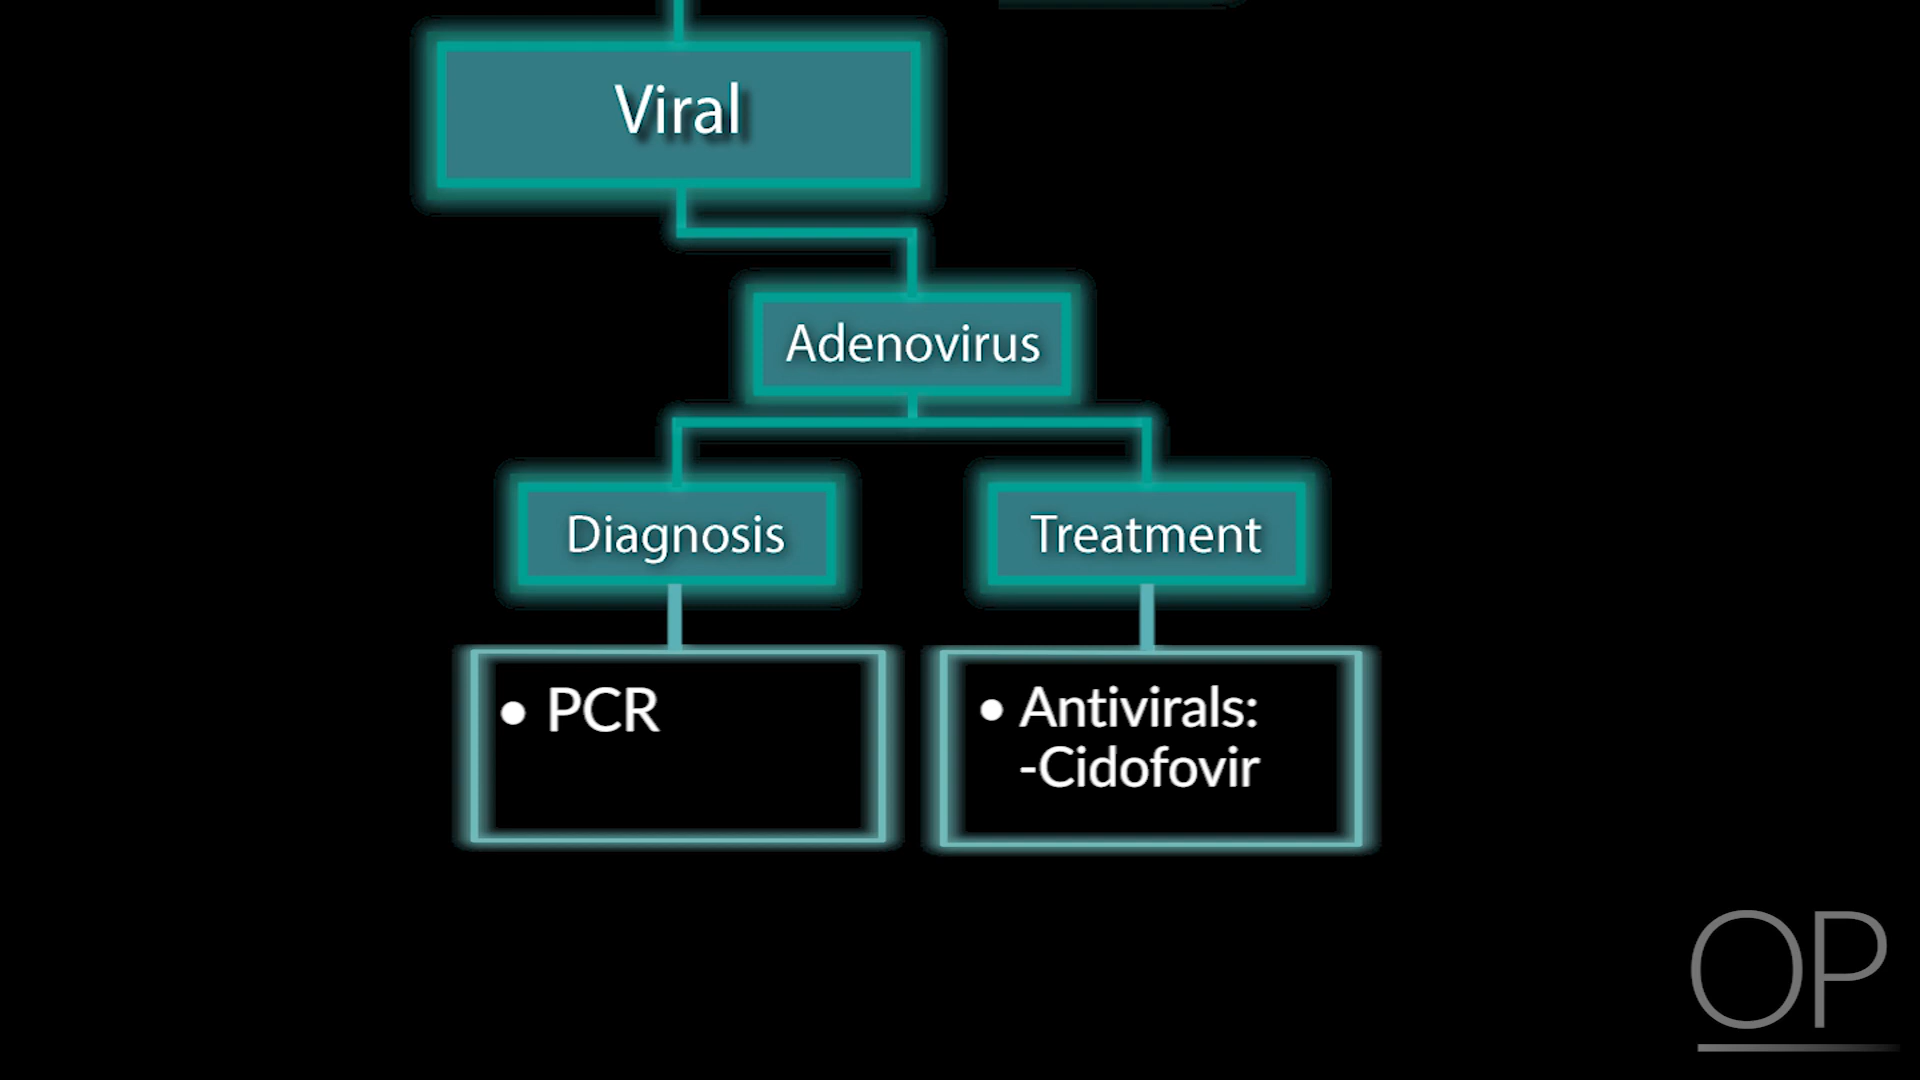 Viral
Adenovirus
Diagnosis
Treatment
• PCR
• Antivirals:
-Cidofovir
OP